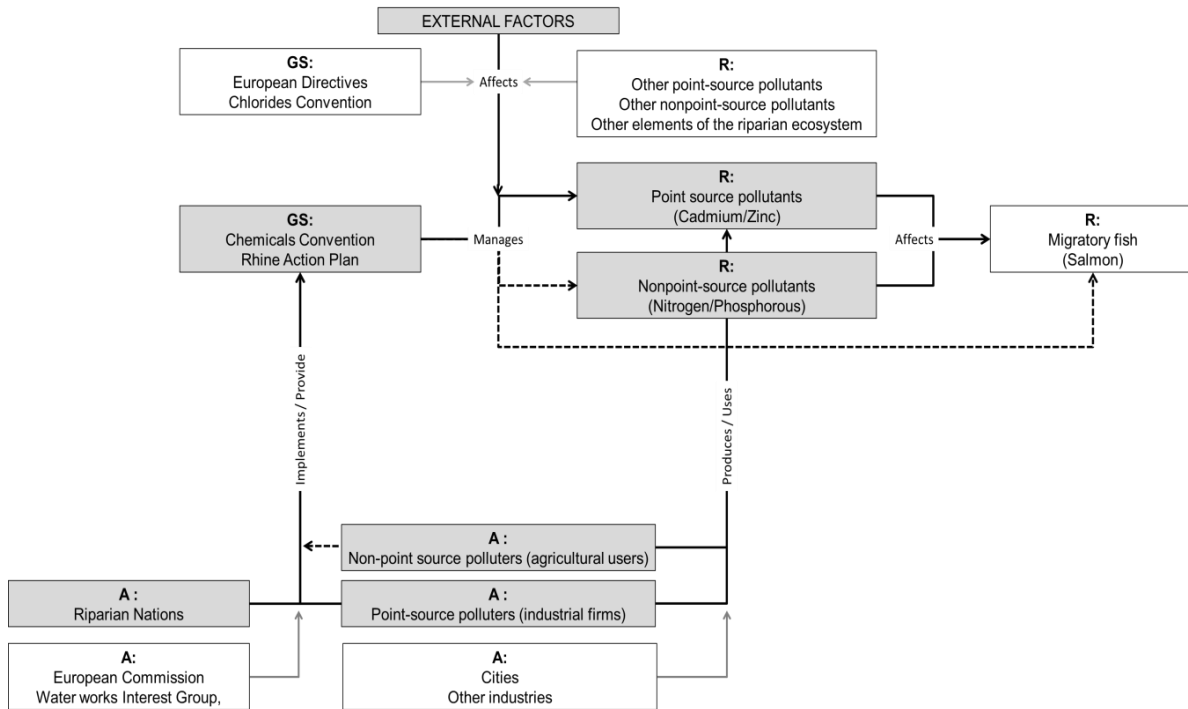 EXTERNAL FACTORS
GS:
European Directives
Chlorides Convention
Affects
R:
Other point-source pollutants
Other nonpoint-source pollutants
Other elements of the riparian ecosystem
R:
Point source pollutants
(Cadmium/Zinc)
GS:
Chemicals Convention
Rhine Action Plan
Manages
Affects
R:
Migratory fish
(Salmon)
R:
Nonpoint-source pollutants
(Nitrogen/Phosphorous)
Implements / Provide
Produces / Uses
A :
Non-point source polluters (agricultural users)
A :
Riparian Nations
A :
Point-source polluters (industrial firms)
A:
European Commission
Water works Interest Group,
A:
Cities
Other industries